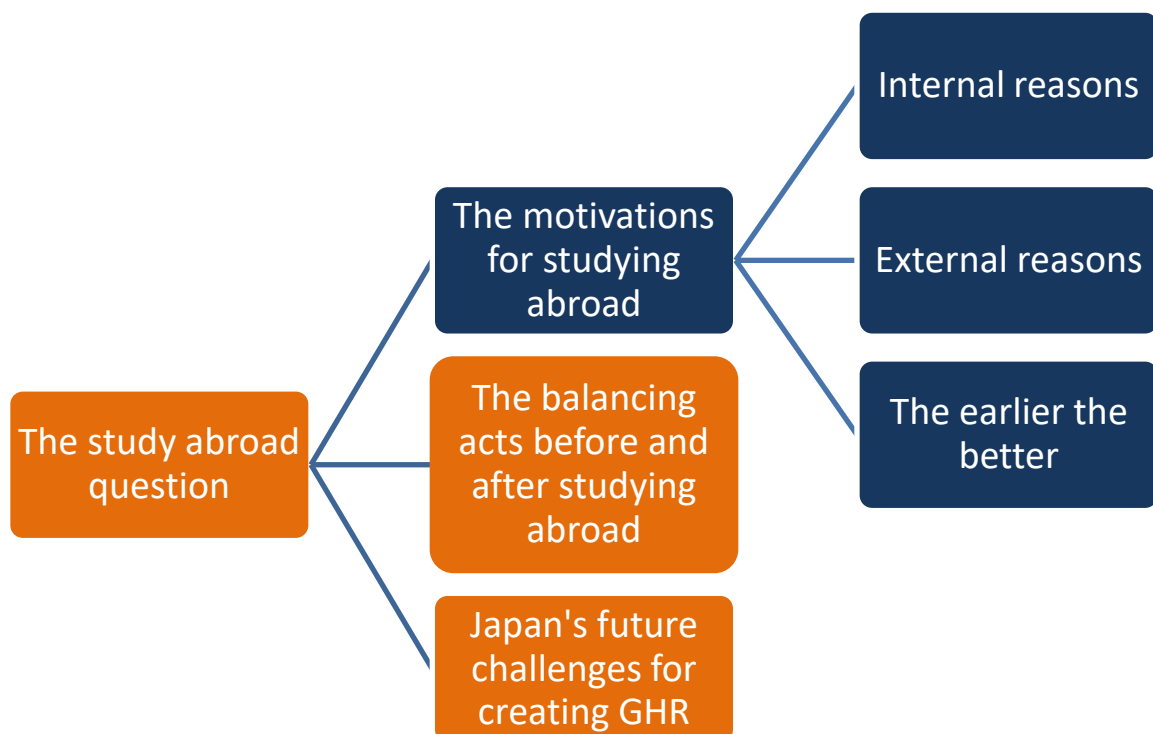 The study abroad
question
The motivations
for studying
abroad
Internal reasons
External reasons
The earlier the
better
The balancing
acts before and
after studying
abroad
Japan's future
challenges for
creating GHR